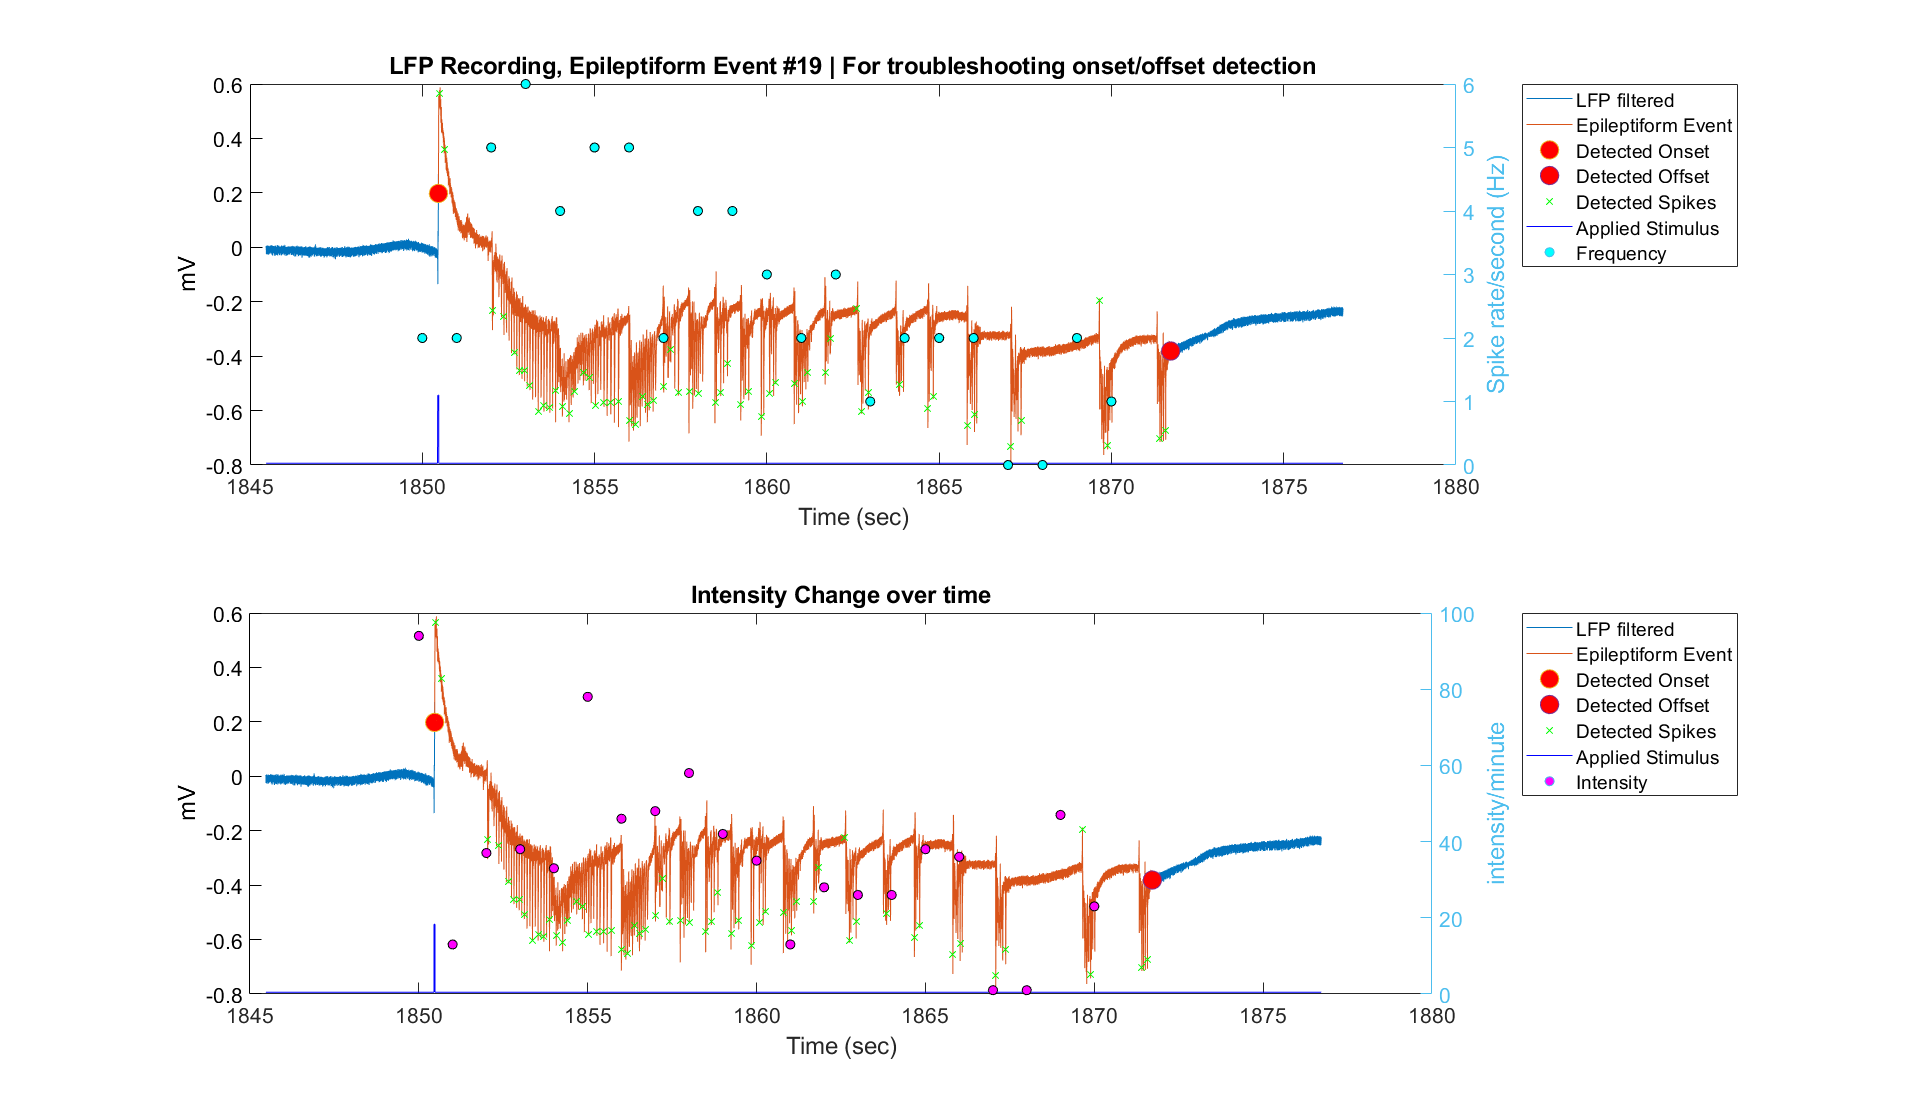 LFP Recording, Epileptiform Event #19 | For troubleshooting onset/offset detection
0.6
0.4
0.2
0
-0.2
-0.4
-0.6
-0.8
mV
1845
1850
1855
1860
1865
1870
1875
1880
Time (sec)
6
5
4
3
2
1
0
Spike rate/second (Hz)
LFP filtered
Epileptiform Event
Detected Onset
Detected Offset
Detected Spikes
Applied Stimulus
Frequency
Intensity Change over time
0.6
0.4
0.2
0
-0.2
-0.4
-0.6
-0.8
mV
1845
1850
1855
1860
1865
1870
1875
1880
Time (sec)
100
80
60
40
20
0
intensity/minute
LFP filtered
Epileptiform Event
Detected Onset
Detected Offset
Detected Spikes
Applied Stimulus
Intensity